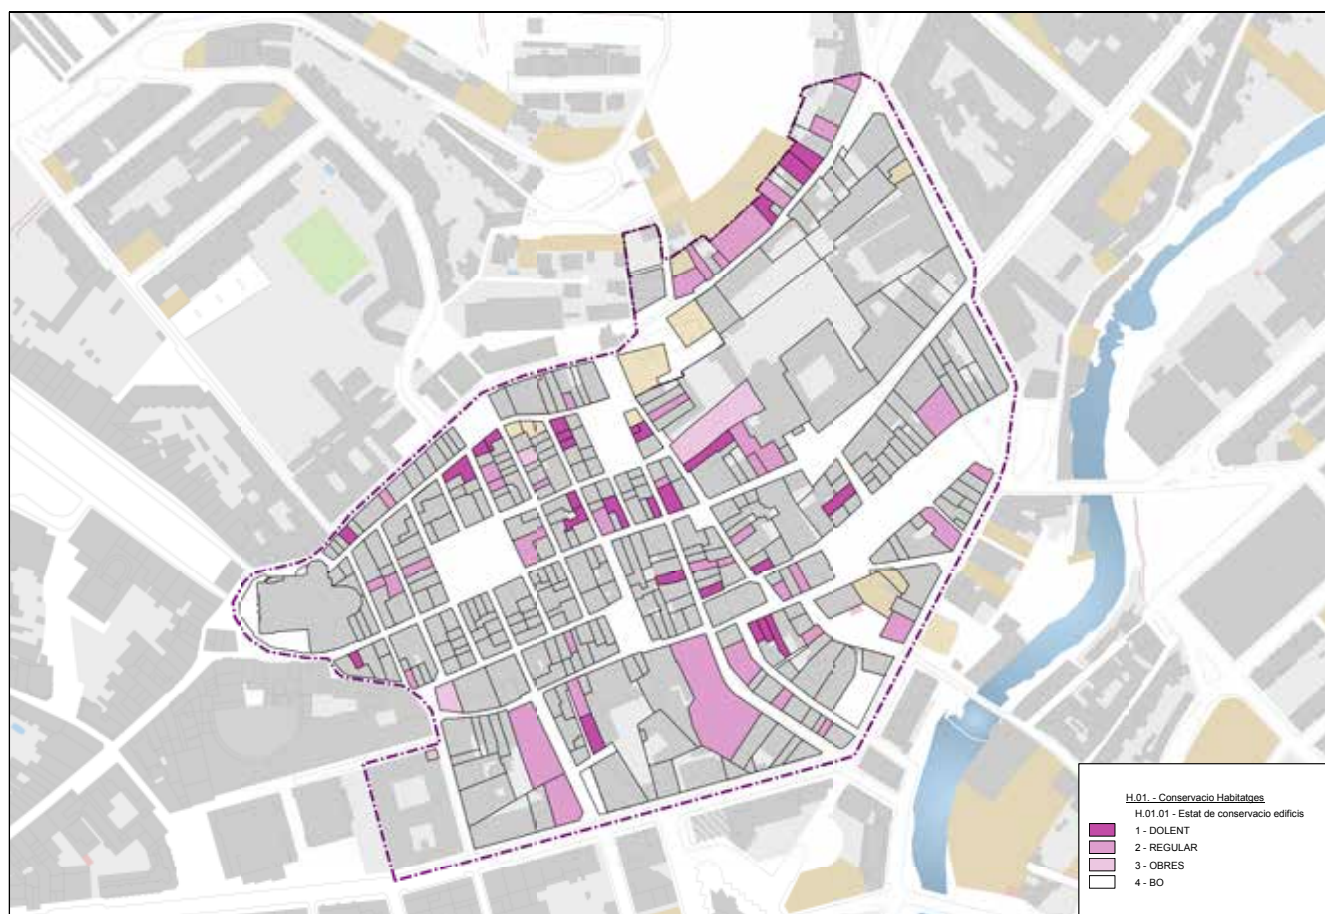 H.01. - Conservacio Habitatges
H.01.01 - Estat de conservacio edificis
1 - DOLENT
2 - REGULAR
3 - OBRES
4 - BO